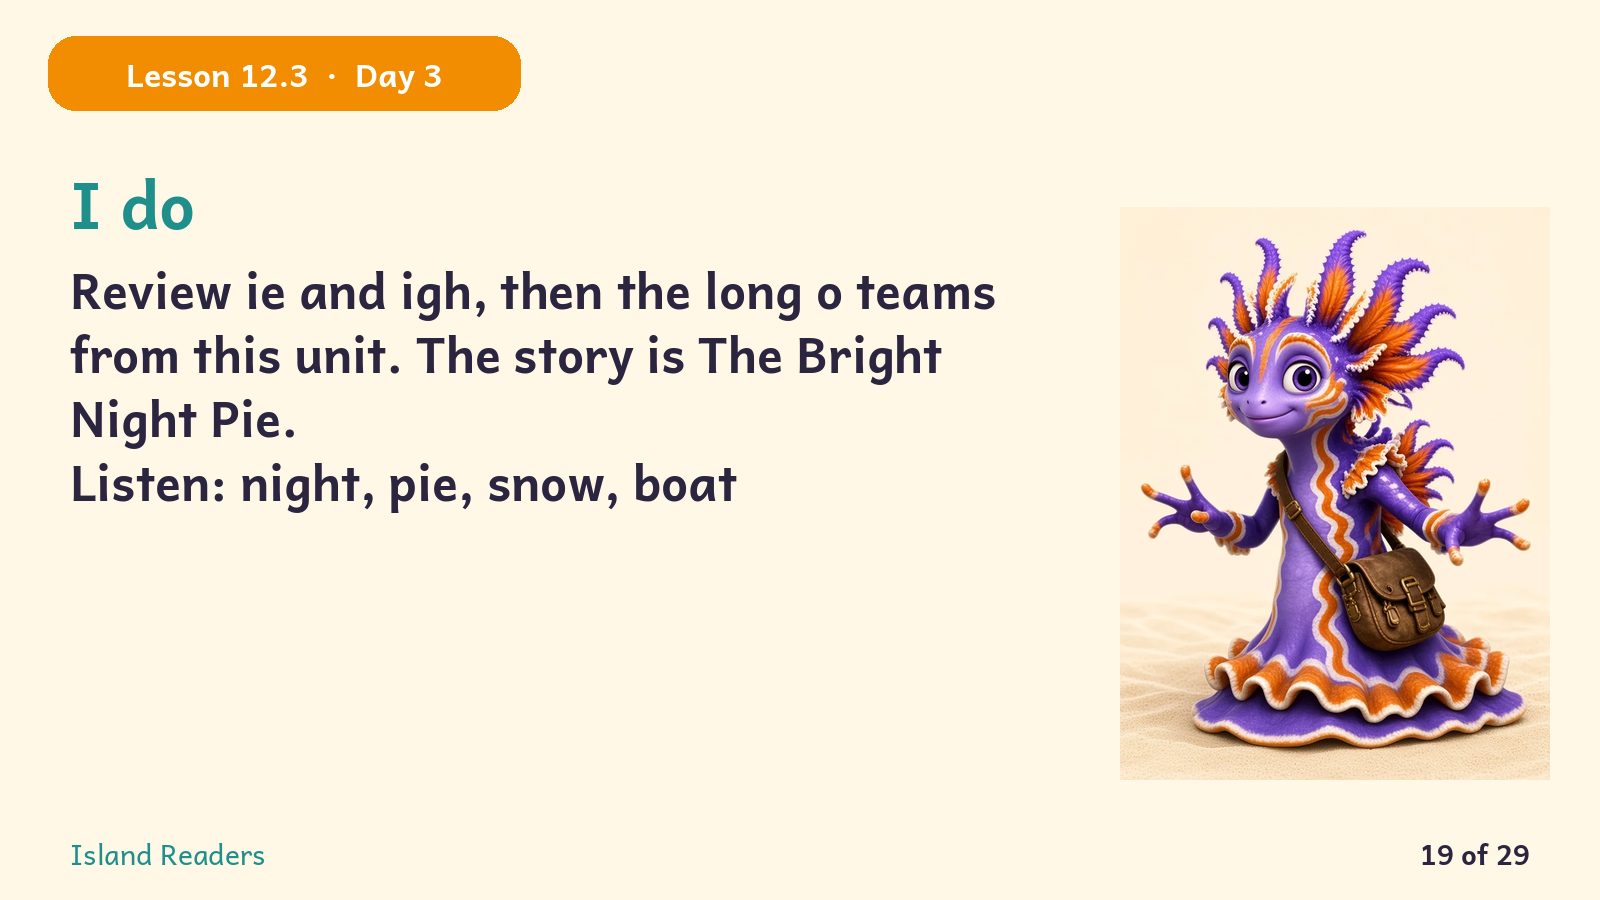 Lesson 12.3 · Day 3
I do
Review ie and igh, then the long o teams
from this unit. The story is The Bright
Night Pie.
Listen: night, pie, snow, boat
Island Readers
19 of 29